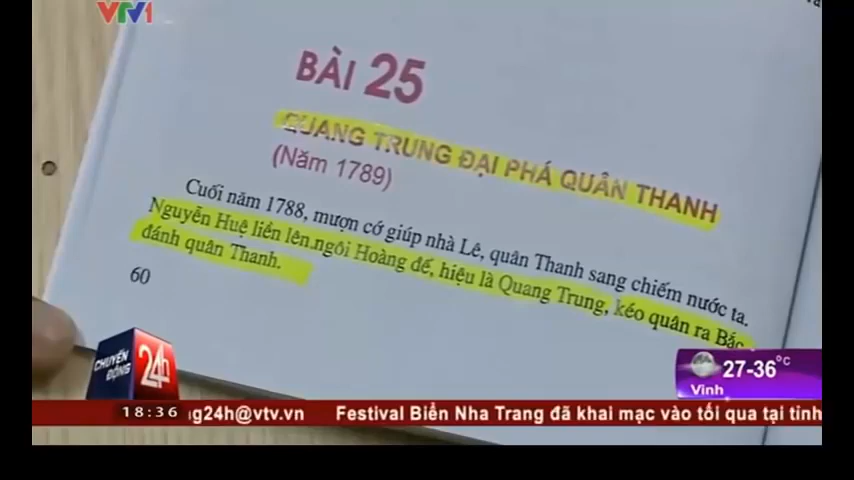 VTV1
BÀI 25
QUANG TRUNG ĐẠI PHÁ QUÂN THANH
(Năm 1789)
Cuối năm 1788, mượn cớ giúp nhà Lê, quân Thanh sang chiếm nước ta.
Nguyễn Huệ liền lên ngôi Hoàng đế, hiệu là Quang Trung, kéo quân ra Bắc
đánh quân Thanh.
60
CHUYỂN ĐỘNG 24h
27-36°C
Vinh
18:36
g24h@vtv.vn Festival Biển Nha Trang đã khai mạc vào tối qua tại tỉnh